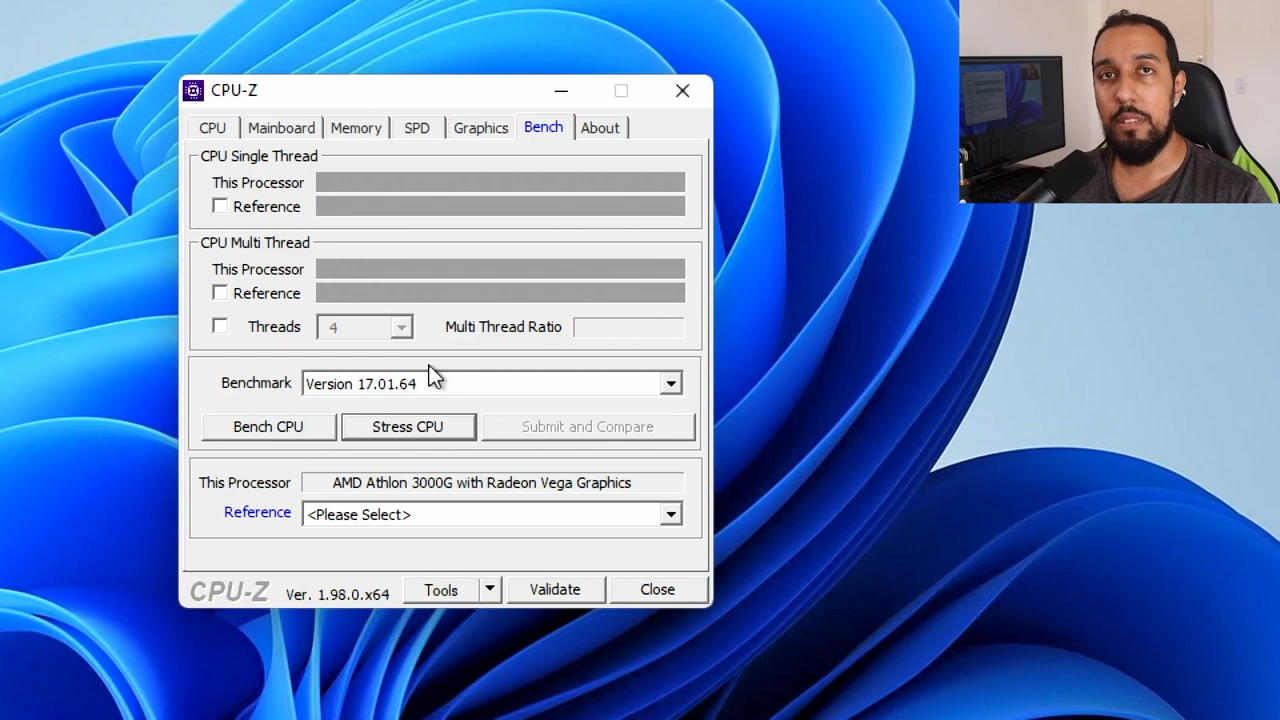 CPU-Z
CPU Mainboard Memory SPD Graphics Bench About
CPU Single Thread
This Processor
Reference
CPU Multi Thread
This Processor
Reference
Threads 4 Multi Thread Ratio
Benchmark Version 17.01.64
Bench CPU Stress CPU Submit and Compare
This Processor AMD Athlon 3000G with Radeon Vega Graphics
Reference <Please Select>
CPU-Z Ver. 1.98.0.x64 Tools Validate Close